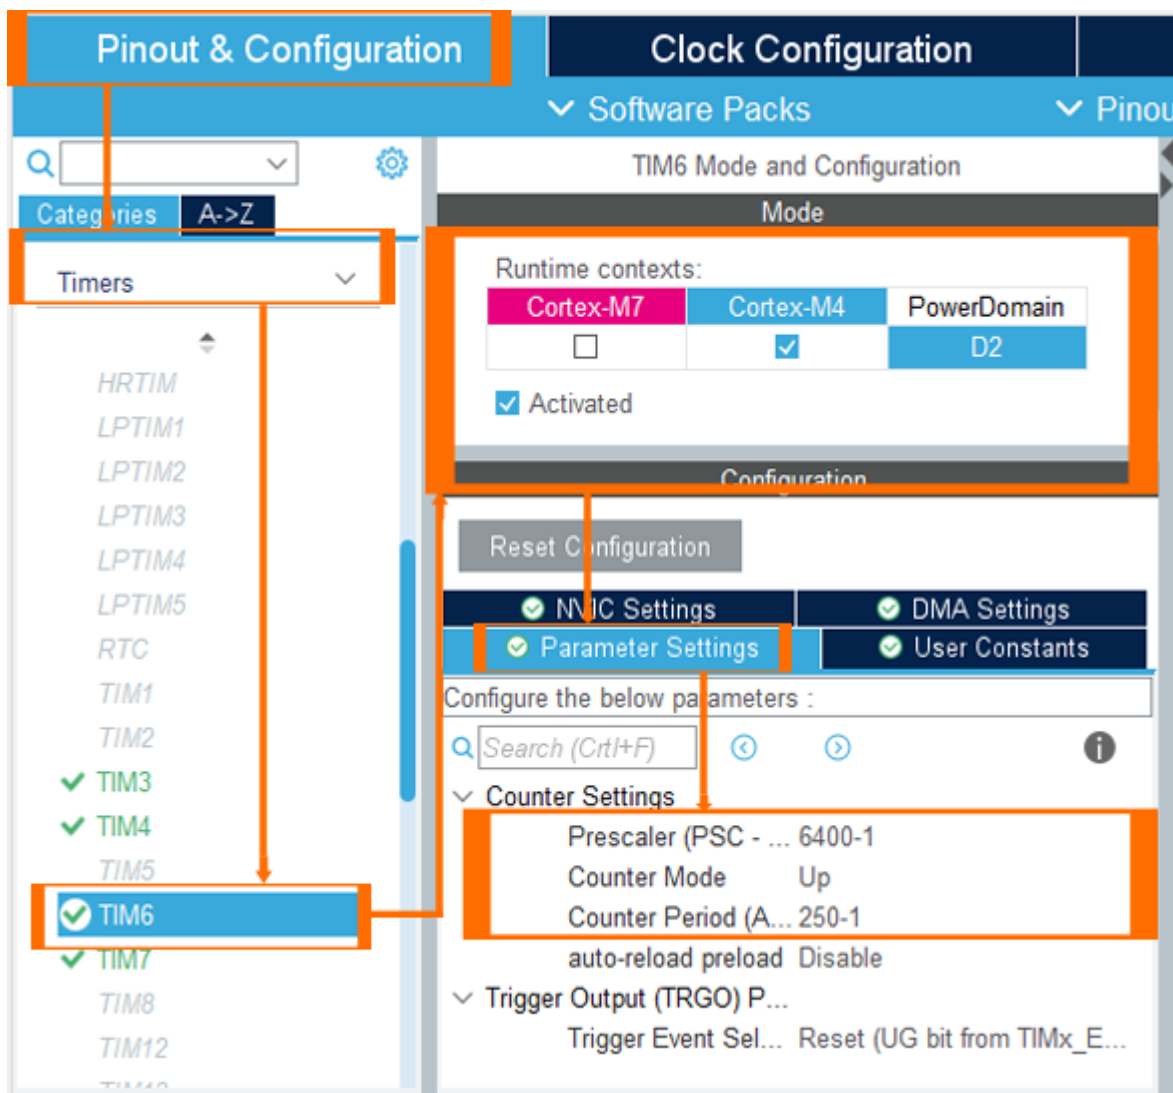 Pinout & Configuration
Clock Configuration
Software Packs
Pinou
TIM6 Mode and Configuration
Categories
A->Z
Mode
Timers
Runtime contexts:
Cortex-M7
Cortex-M4
PowerDomain
D2
Activated
HRTIM
LPTIM1
LPTIM2
LPTIM3
LPTIM4
LPTIM5
RTC
TIM1
TIM2
TIM3
TIM4
TIM5
TIM6
TIM7
TIM8
TIM12
Configuration
Reset Configuration
NVIC Settings
DMA Settings
Parameter Settings
User Constants
Configure the below parameters :
Search (Crtl+F)
Counter Settings
Prescaler (PSC - ... 6400-1
Counter Mode Up
Counter Period (A... 250-1
auto-reload preload Disable
Trigger Output (TRGO) P...
Trigger Event Sel... Reset (UG bit from TIMx_E...